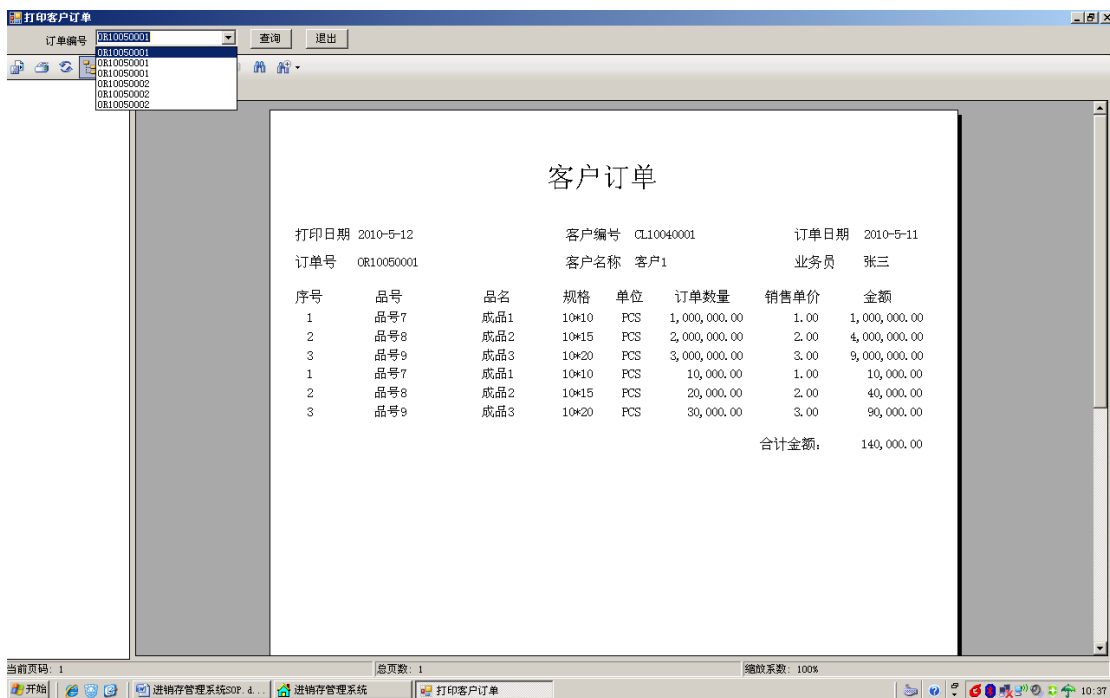 打印客户订单
订单编号 OR10050001 查询 退出
OR10050001
OR10050001
OR10050001
OR10050002
OR10050002
OR10050002
客户订单
打印日期 2010-5-12 客户编号 CL10040001 订单日期 2010-5-11
订单号 OR10050001 客户名称 客户1 业务员 张三
序号 品号 品名 规格 单位 订单数量 销售单价 金额
1 品号7 成品1 10*10 PCS 1,000,000.00 1.00 1,000,000.00
2 品号8 成品2 10*15 PCS 2,000,000.00 2.00 4,000,000.00
3 品号9 成品3 10*20 PCS 3,000,000.00 3.00 9,000,000.00
1 品号7 成品1 10*10 PCS 10,000.00 1.00 10,000.00
2 品号8 成品2 10*15 PCS 20,000.00 2.00 40,000.00
3 品号9 成品3 10*20 PCS 30,000.00 3.00 90,000.00
合计金额: 140,000.00
当前页码: 1 总页数: 1 缩放系数: 100%
开始 进销存管理系统SOP.d... 进销存管理系统 打印客户订单 10:37